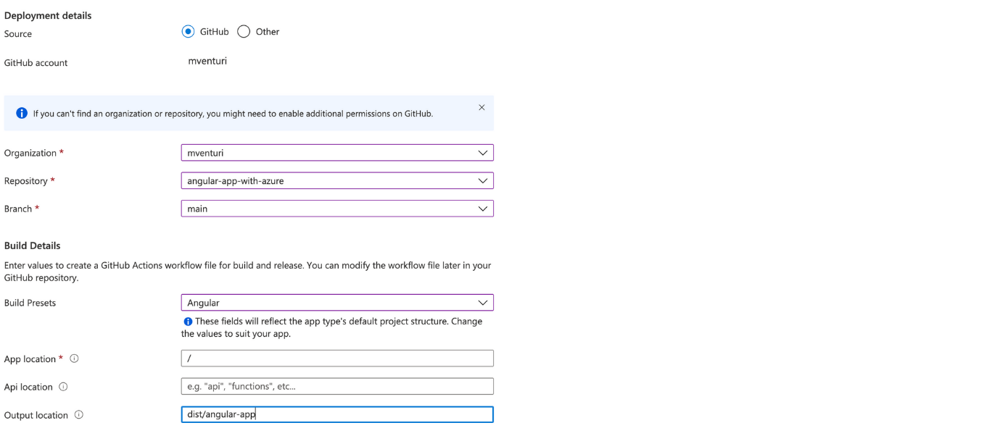 Deployment details
Source GitHub Other
GitHub account mventuri
If you can't find an organization or repository, you might need to enable additional permissions on GitHub.
Organization * mventuri
Repository * angular-app-with-azure
Branch * main
Build Details
Enter values to create a GitHub Actions workflow file for build and release. You can modify the workflow file later in your
GitHub repository.
Build Presets Angular
These fields will reflect the app type's default project structure. Change
the values to suit your app.
App location * /
Api location e.g. "api", "functions", etc...
Output location dist/angular-app